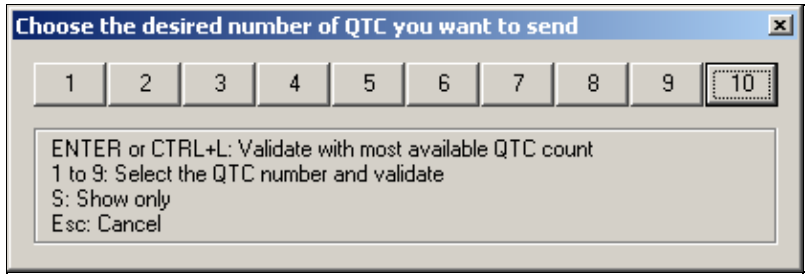 Choose the desired number of QTC you want to send
1 2 3 4 5 6 7 8 9 10
ENTER or CTRL+L: Validate with most available QTC count
1 to 9: Select the QTC number and validate
S: Show only
Esc: Cancel